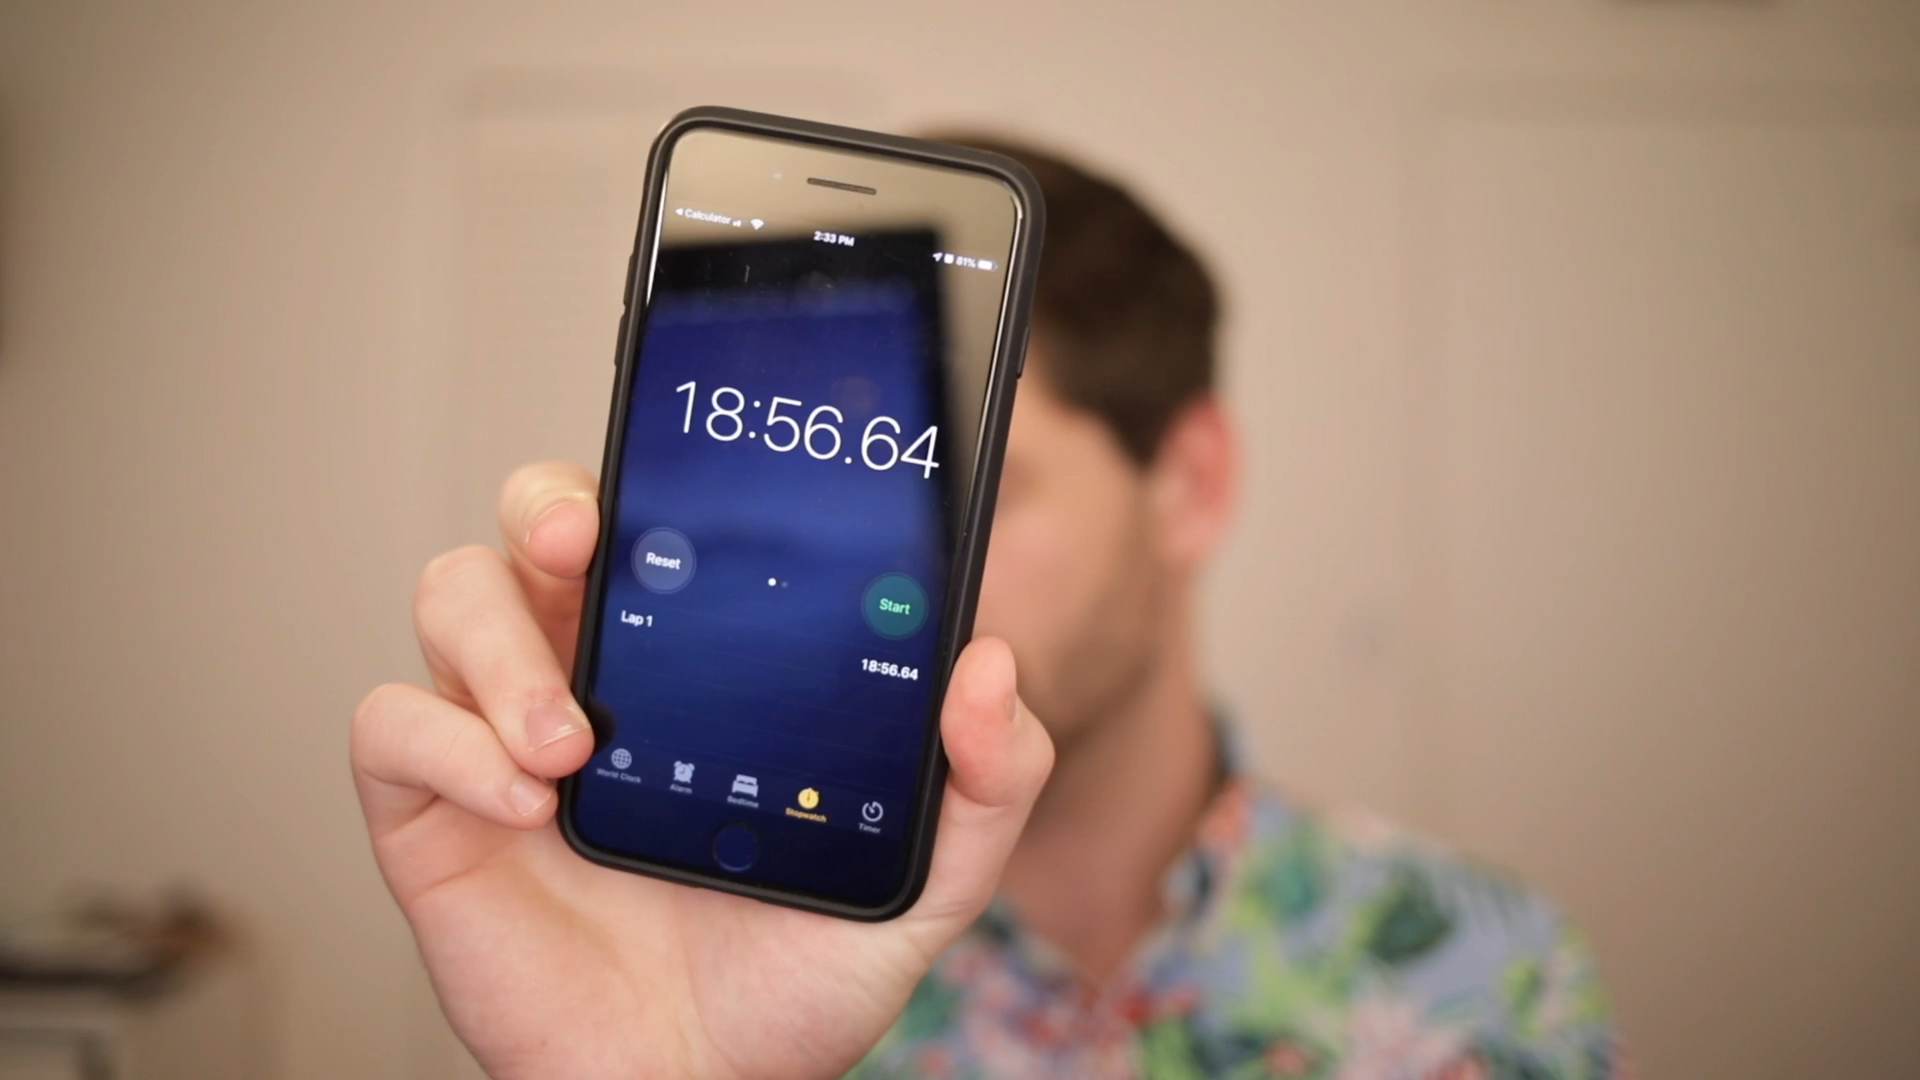 Calculator
2:33 PM
81%
18:56.64
Reset
Start
Lap 1
18:56.64
World Clock
Alarm
Bedtime
Stopwatch
Timer